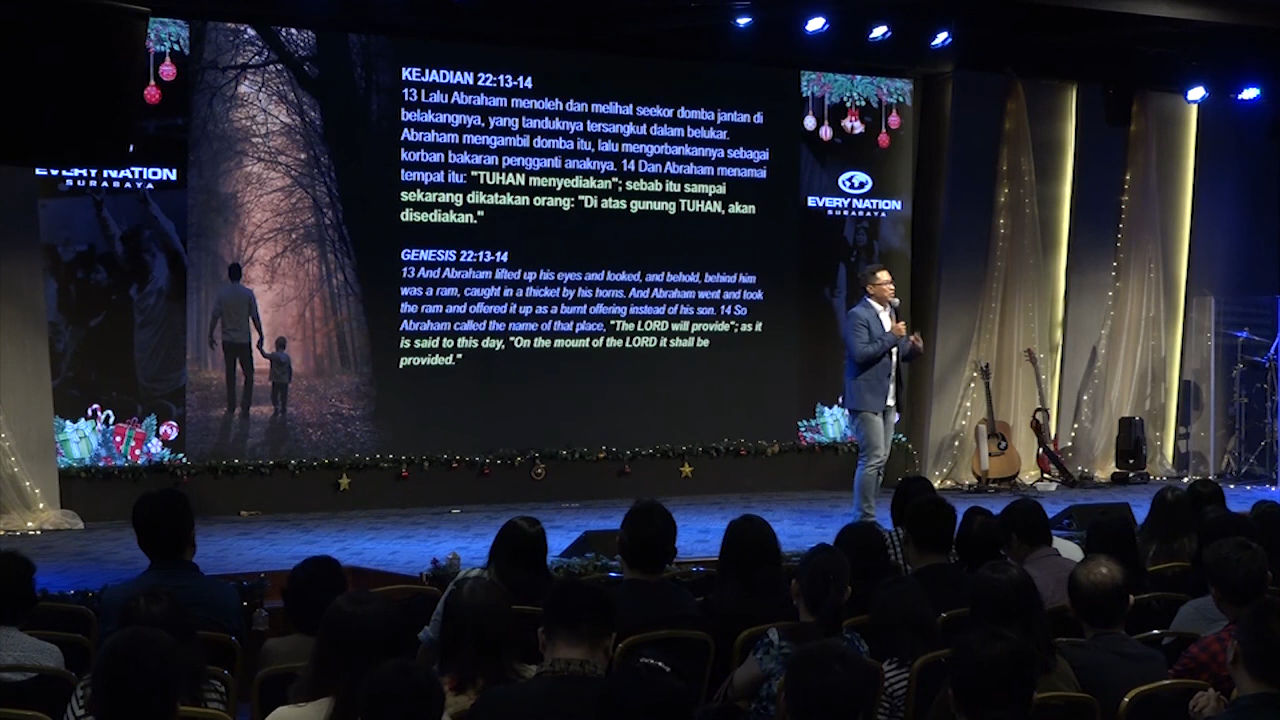 KEJADIAN 22:13-14
13 Lalu Abraham menoleh dan melihat seekor domba jantan di
belakangnya, yang tanduknya tersangkut dalam belukar.
Abraham mengambil domba itu, lalu mengorbankannya sebagai
korban bakaran pengganti anaknya. 14 Dan Abraham menamai
tempat itu: "TUHAN menyediakan"; sebab itu sampai
sekarang dikatakan orang: "Di atas gunung TUHAN, akan
disediakan."
GENESIS 22:13-14
13 And Abraham lifted up his eyes and looked, and behold, behind him
was a ram, caught in a thicket by his horns. And Abraham went and took
the ram and offered it up as a burnt offering instead of his son. 14 So
Abraham called the name of that place, "The LORD will provide"; as it
is said to this day, "On the mount of the LORD it shall be
provided."
EVERY NATION
SURABAYA
EVERY NATION
SURABAYA